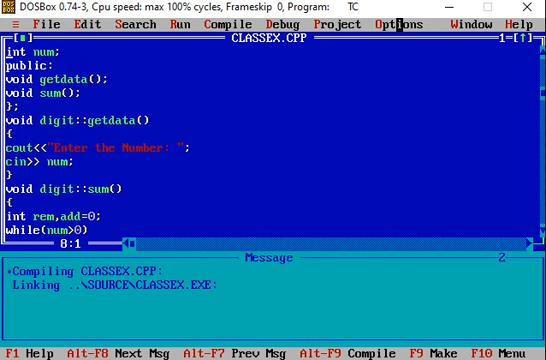 DOSBox 0.74-3, Cpu speed: max 100% cycles, Frameskip 0, Program: TC
≡ File Edit Search Run Compile Debug Project Options Window Help
[■] CLASSEX.CPP 1=[↑]
int num;
public:
void getdata();
void sum();
};
void digit::getdata()
{
cout<<"Enter the Number: ";
cin>> num;
}
void digit::sum()
{
int rem,add=0;
while(num>0)
8:1
Message 2
•Compiling CLASSEX.CPP:
Linking ..\SOURCE\CLASSEX.EXE:
F1 Help Alt-F8 Next Msg Alt-F7 Prev Msg Alt-F9 Compile F9 Make F10 Menu